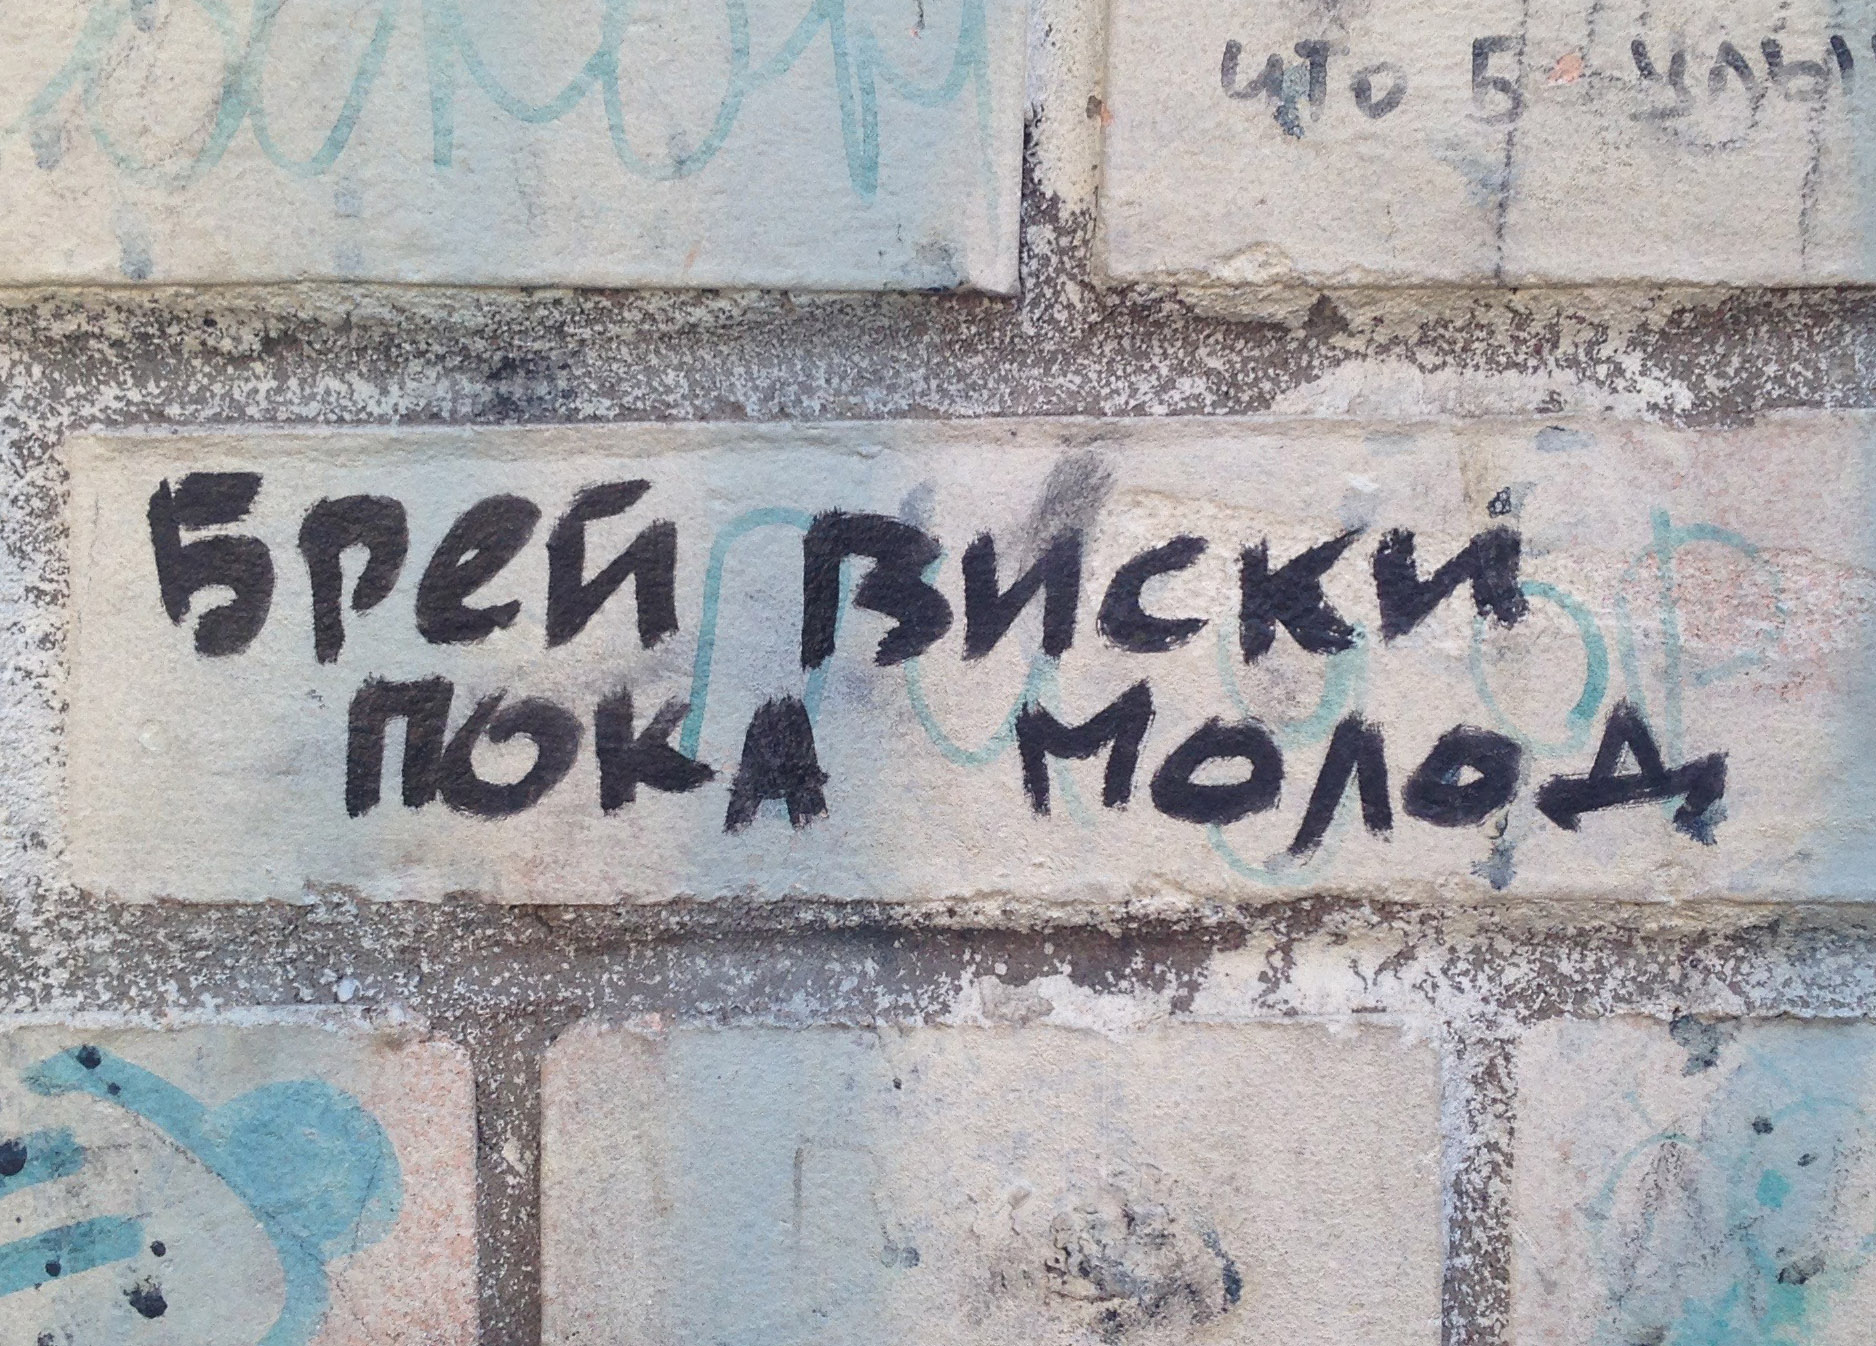 что б улы
Брей виски
пока молод